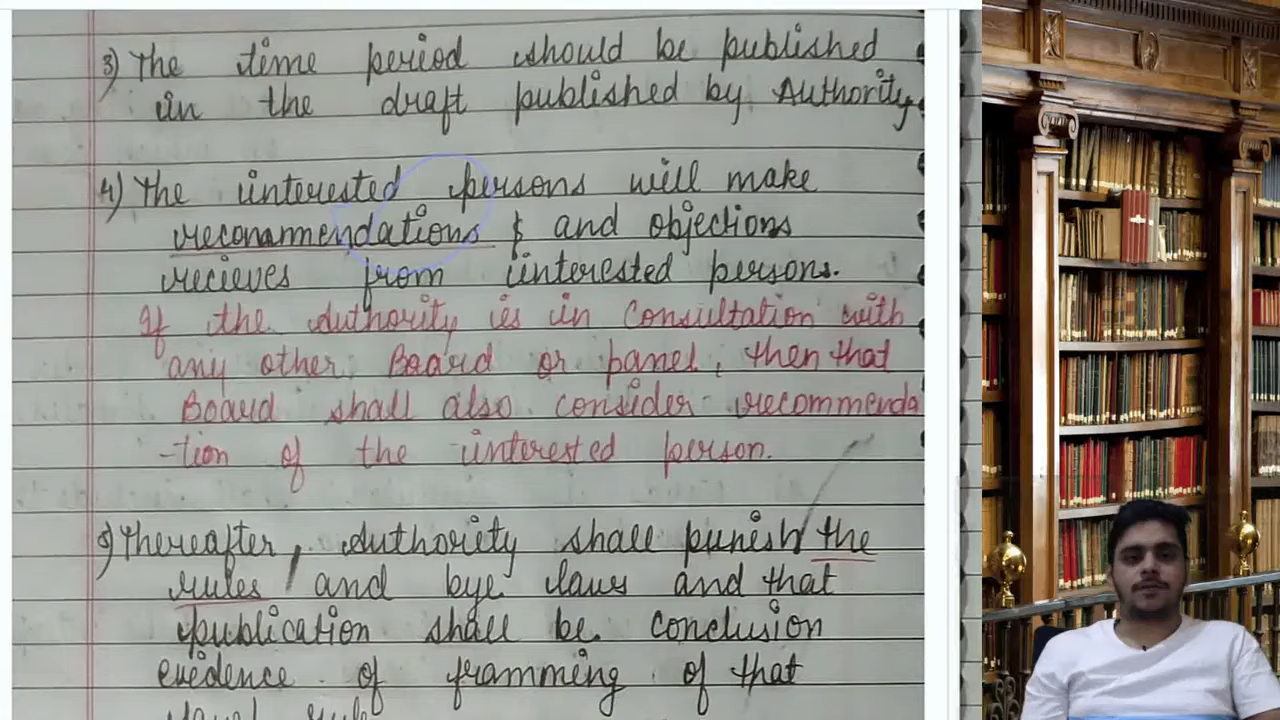 3) The time period should be published
in the draft published by Authority.
4) The interested persons will make
reconammendations & and objections
recieves from interested persons.
If the Authority is in Consultation with
any other Board or panel, then that
Board shall also consider recommenda
-tion of the interested person.
5) Thereafter, Authority shall punish the
rules, and bye laws and that
publication shall be conclusion
evidence of framming of that